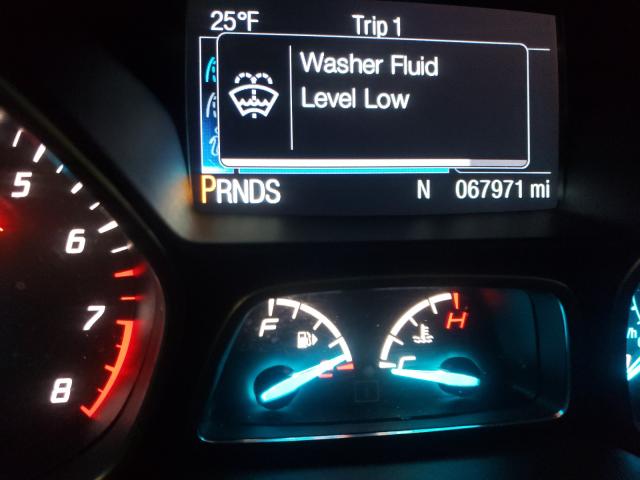 25°F Trip 1
Washer Fluid
Level Low
PRNDS N 067971 mi
5
6
7
8
F
H
C